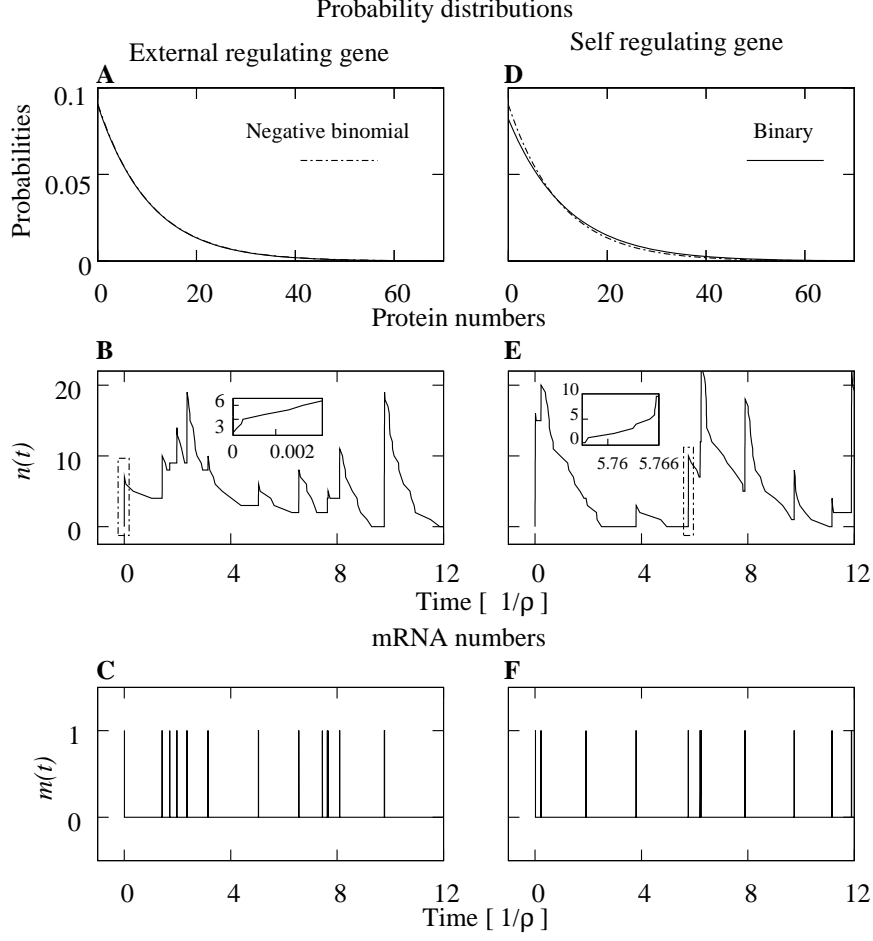 Probability distributions
External regulating gene
Self regulating gene
A
D
Probabilities
0.1
0.05
0
Negative binomial
Binary
0 20 40 60
0 20 40 60
Protein numbers
B
E
n(t)
20
10
0
6
3
0 0.002
10
5
0
5.76 5.766
0 4 8 12
0 4 8 12
Time [ 1/ρ ]
mRNA numbers
C
F
m(t)
1
0
0 4 8 12
0 4 8 12
Time [ 1/ρ ]